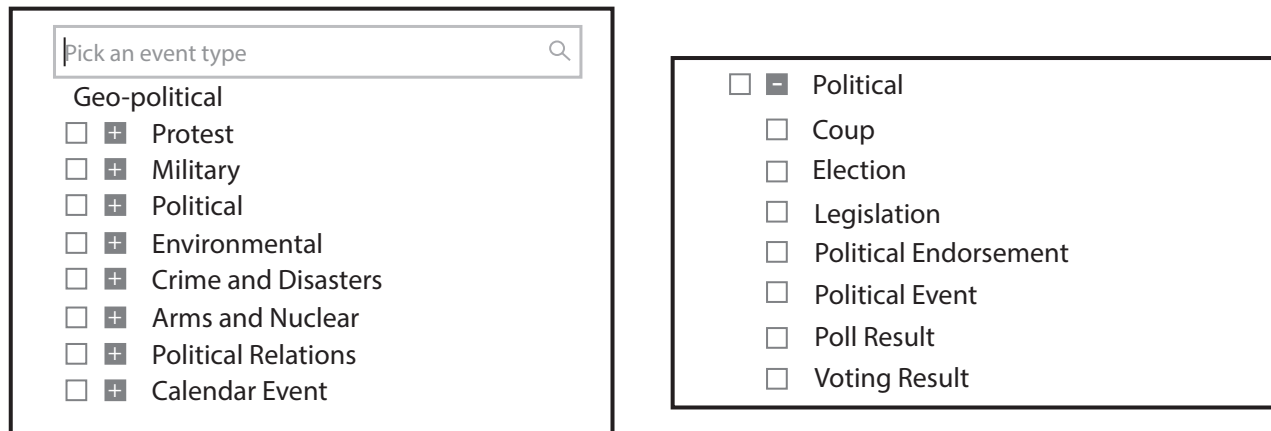 Pick an event type
Geo-political
Protest
Military
Political
Environmental
Crime and Disasters
Arms and Nuclear
Political Relations
Calendar Event
Political
Coup
Election
Legislation
Political Endorsement
Political Event
Poll Result
Voting Result